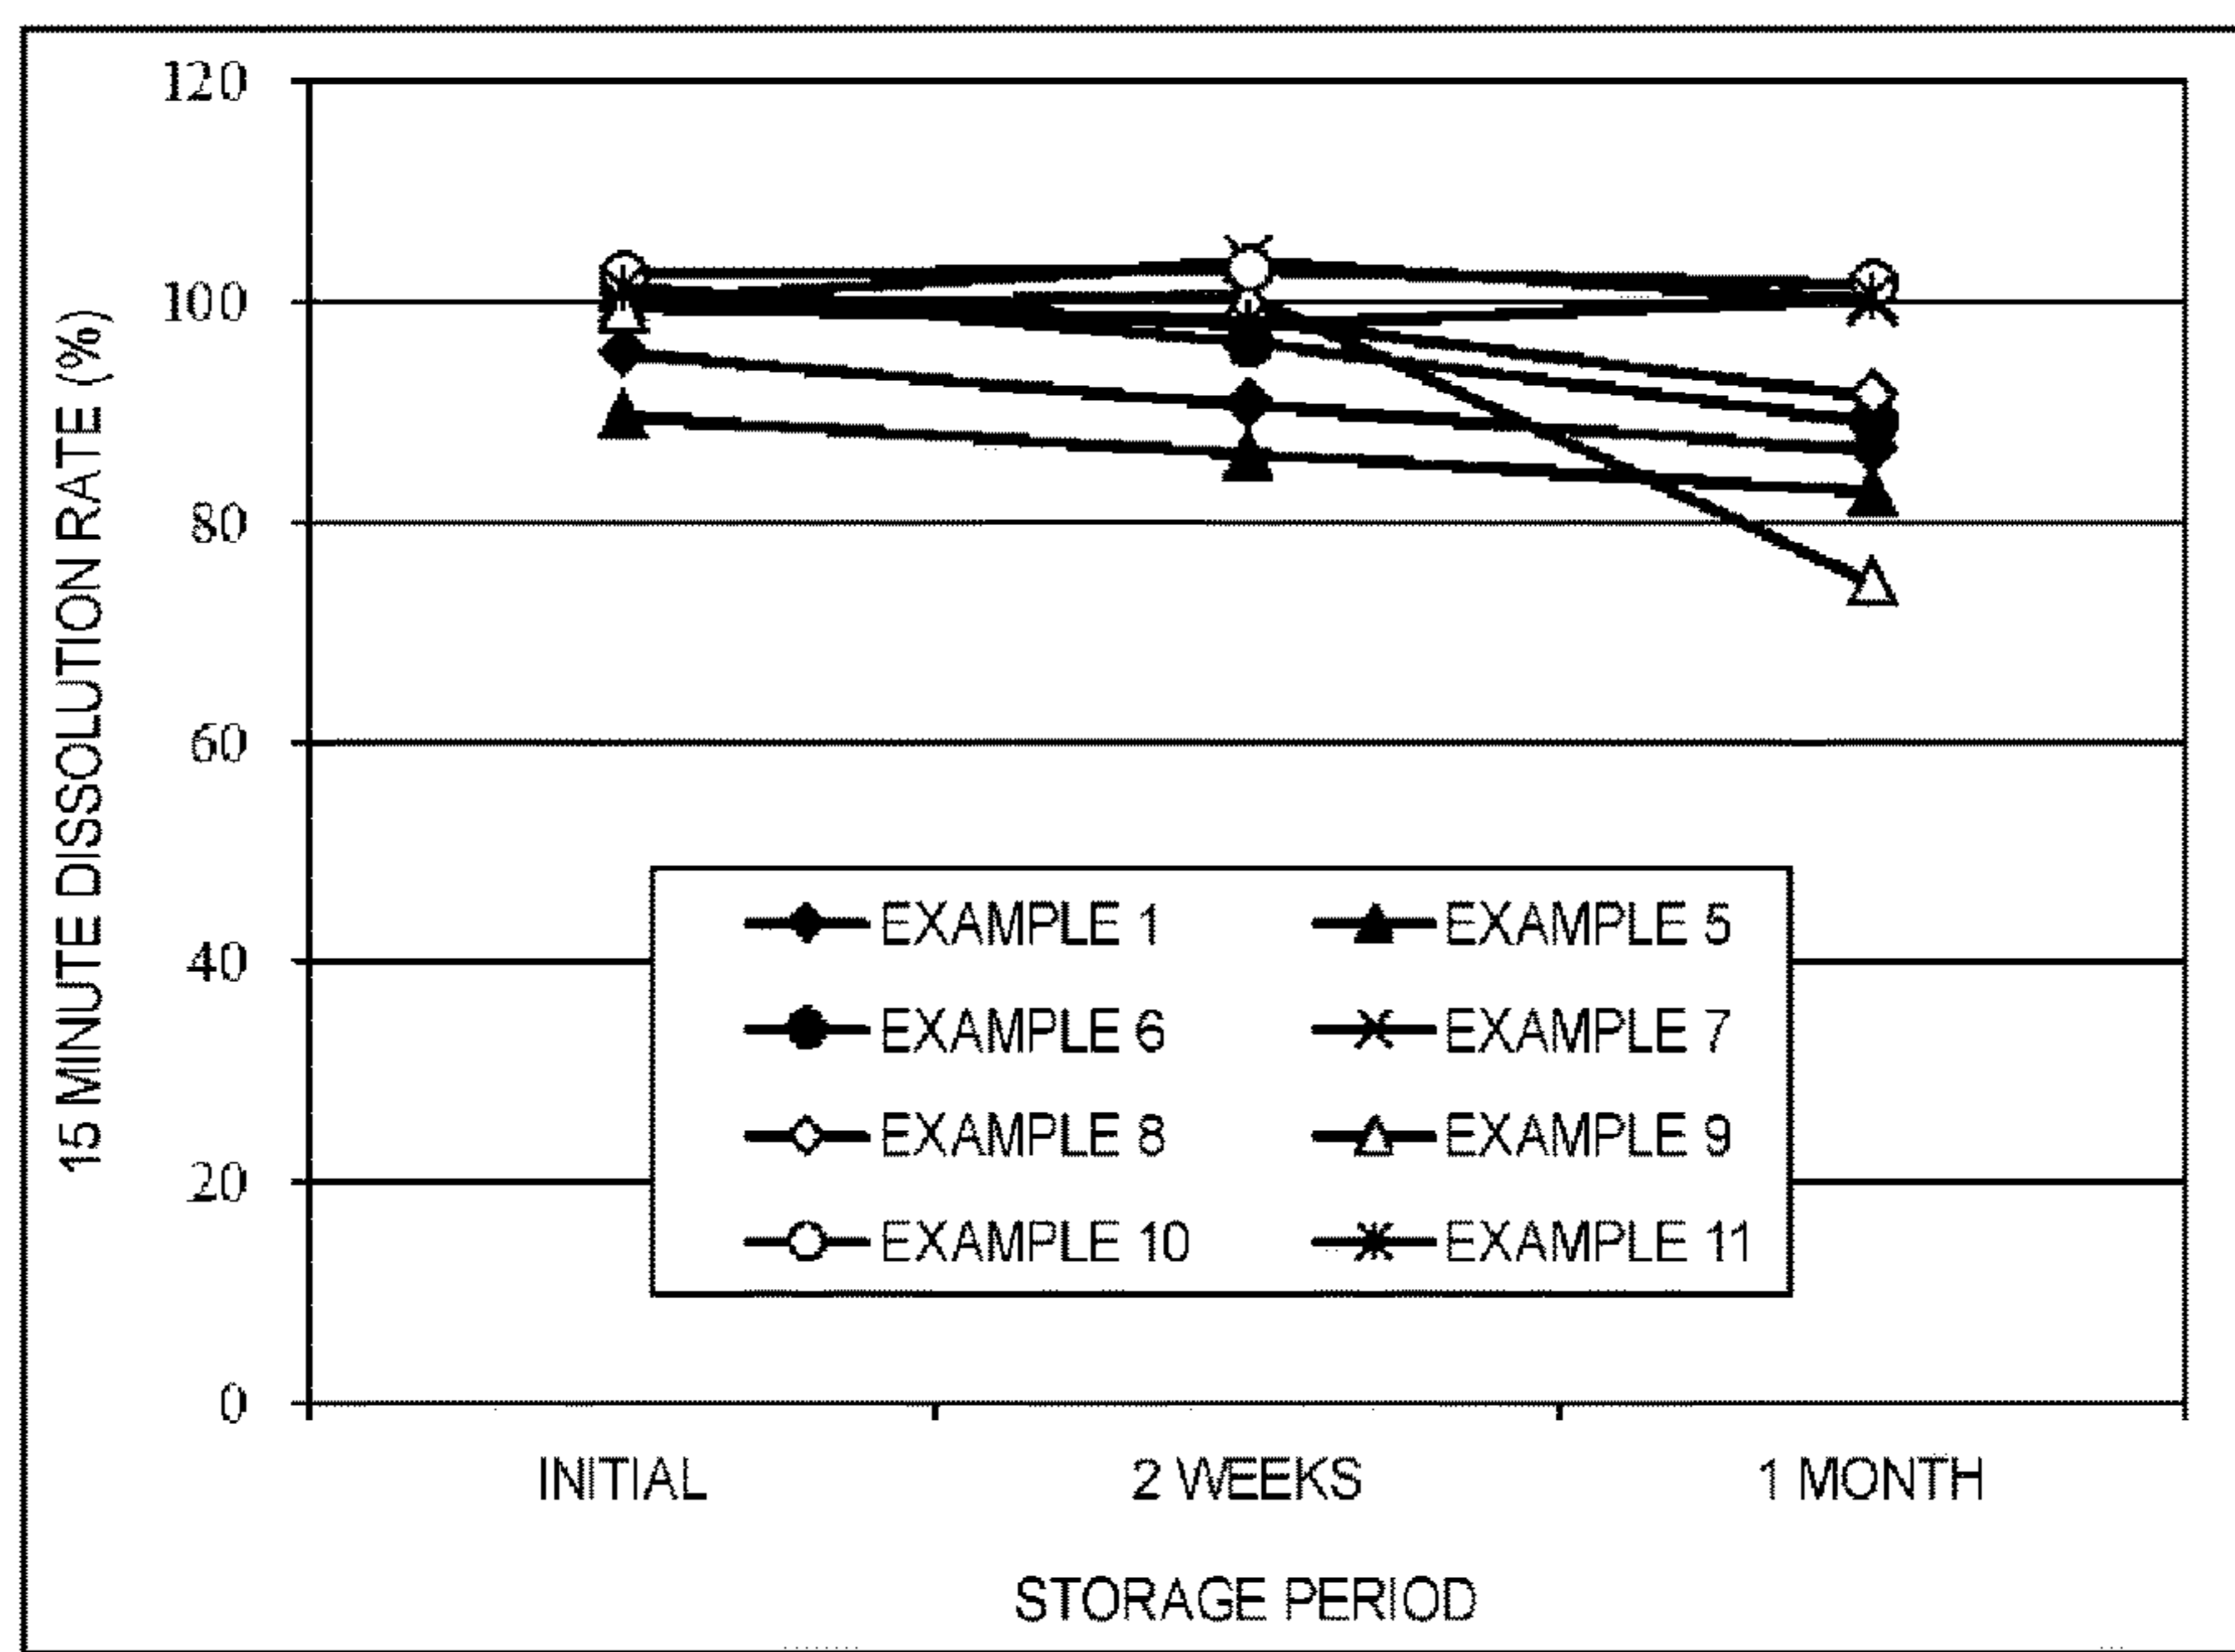 15 MINUTE DISSOLUTION RATE (%)
120
100
80
60
40
20
0
EXAMPLE 1 EXAMPLE 5
EXAMPLE 6 EXAMPLE 7
EXAMPLE 8 EXAMPLE 9
EXAMPLE 10 EXAMPLE 11
INITIAL 2 WEEKS 1 MONTH
STORAGE PERIOD